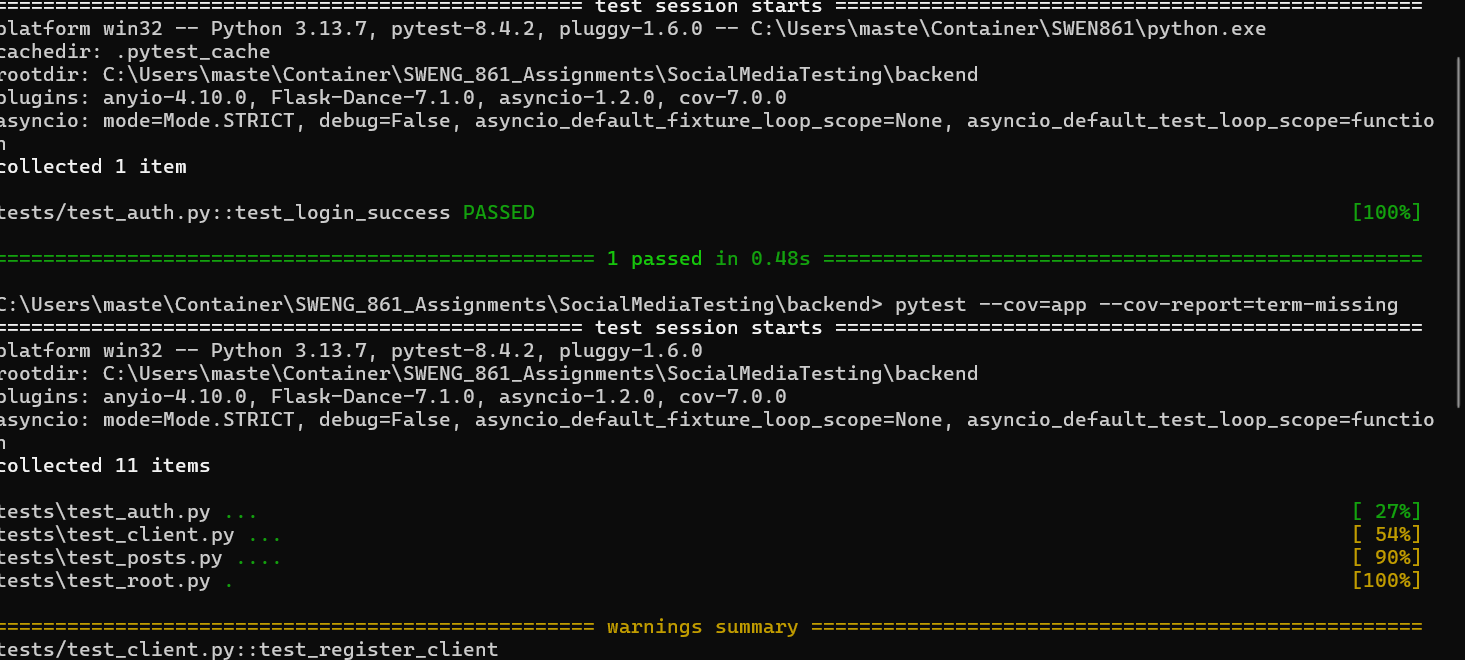 ================================================= test session starts =================================================
platform win32 -- Python 3.13.7, pytest-8.4.2, pluggy-1.6.0 -- C:\Users\maste\Container\SWEN861\python.exe
cachedir: .pytest_cache
rootdir: C:\Users\maste\Container\SWENG_861_Assignments\SocialMediaTesting\backend
plugins: anyio-4.10.0, Flask-Dance-7.1.0, asyncio-1.2.0, cov-7.0.0
asyncio: mode=Mode.STRICT, debug=False, asyncio_default_fixture_loop_scope=None, asyncio_default_test_loop_scope=functio
n
collected 1 item
tests/test_auth.py::test_login_success PASSED [100%]
================================================== 1 passed in 0.48s ==================================================
C:\Users\maste\Container\SWENG_861_Assignments\SocialMediaTesting\backend> pytest --cov=app --cov-report=term-missing
================================================= test session starts =================================================
platform win32 -- Python 3.13.7, pytest-8.4.2, pluggy-1.6.0
rootdir: C:\Users\maste\Container\SWENG_861_Assignments\SocialMediaTesting\backend
plugins: anyio-4.10.0, Flask-Dance-7.1.0, asyncio-1.2.0, cov-7.0.0
asyncio: mode=Mode.STRICT, debug=False, asyncio_default_fixture_loop_scope=None, asyncio_default_test_loop_scope=functio
n
collected 11 items
tests\test_auth.py ... [ 27%]
tests\test_client.py ... [ 54%]
tests\test_posts.py .... [ 90%]
tests\test_root.py . [100%]
================================================== warnings summary ===================================================
tests/test_client.py::test_register_client